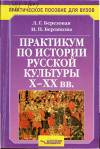 ПРАКТИЧЕСКОЕ ПОСОБИЕ ДЛЯ ВУЗОВ
Л. Г. Березовая
Н. П. Берлякова
ПРАКТИКУМ
ПО ИСТОРИИ
РУССКОЙ
КУЛЬТУРЫ
X–XX вв.